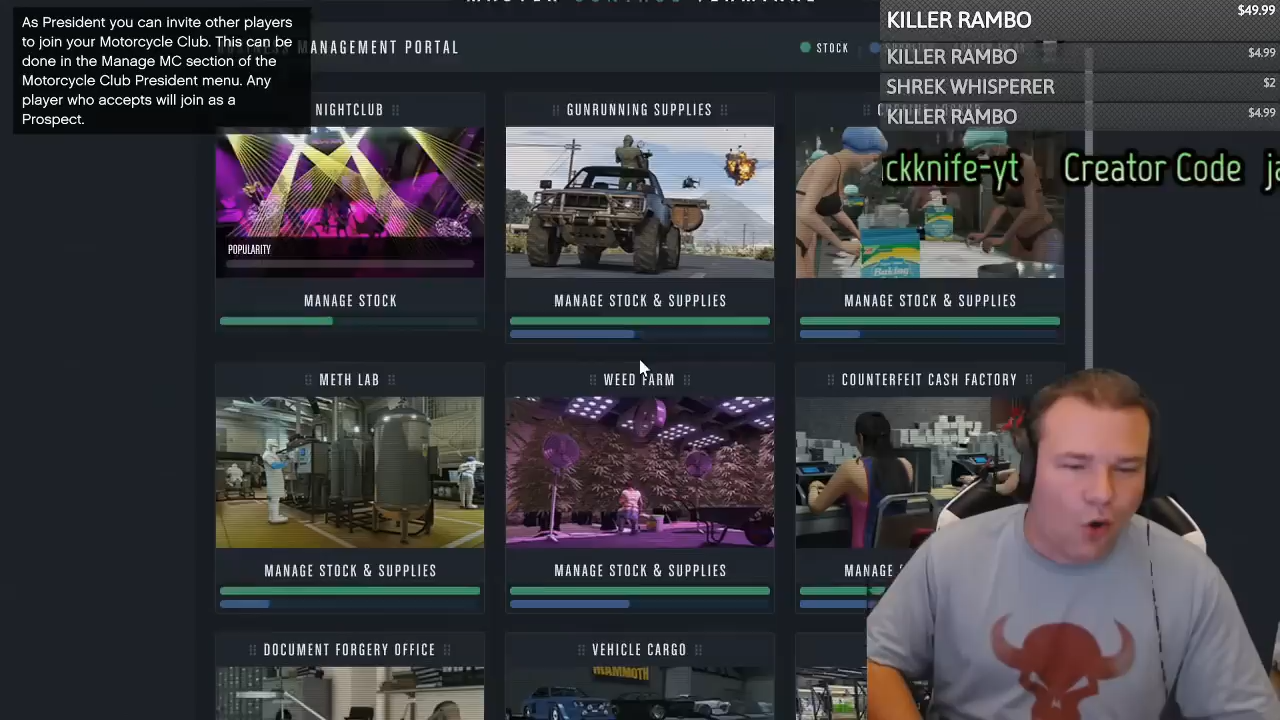 As President you can invite other players
to join your Motorcycle Club. This can be
done in the Manage MC section of the
Motorcycle Club President menu. Any
player who accepts will join as a
Prospect.
MANAGEMENT PORTAL
STOCK
KILLER RAMBO $49.99
KILLER RAMBO $4.99
SHREK WHISPERER $2
KILLER RAMBO $4.99
ckknife-yt Creator Code ja
NIGHTCLUB
GUNRUNNING SUPPLIES
POPULARITY
Baking
MANAGE STOCK
MANAGE STOCK & SUPPLIES
MANAGE STOCK & SUPPLIES
METH LAB
WEED FARM
COUNTERFEIT CASH FACTORY
MANAGE STOCK & SUPPLIES
MANAGE STOCK & SUPPLIES
MANAGE
DOCUMENT FORGERY OFFICE
VEHICLE CARGO
MAMMOTH